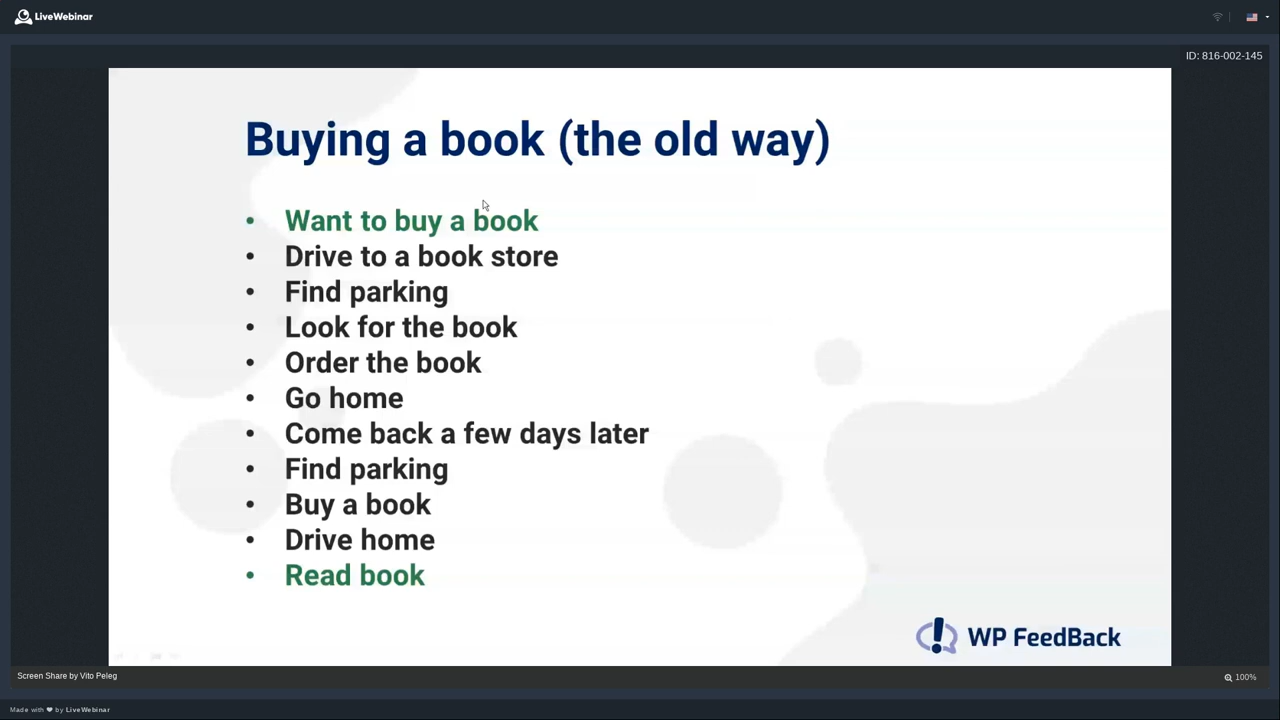 LiveWebinar
ID: 816-002-145
Buying a book (the old way)
• Want to buy a book
• Drive to a book store
• Find parking
• Look for the book
• Order the book
• Go home
• Come back a few days later
• Find parking
• Buy a book
• Drive home
• Read book
WP FeedBack
Screen Share by Vito Peleg
100%
Made with ❤ by LiveWebinar